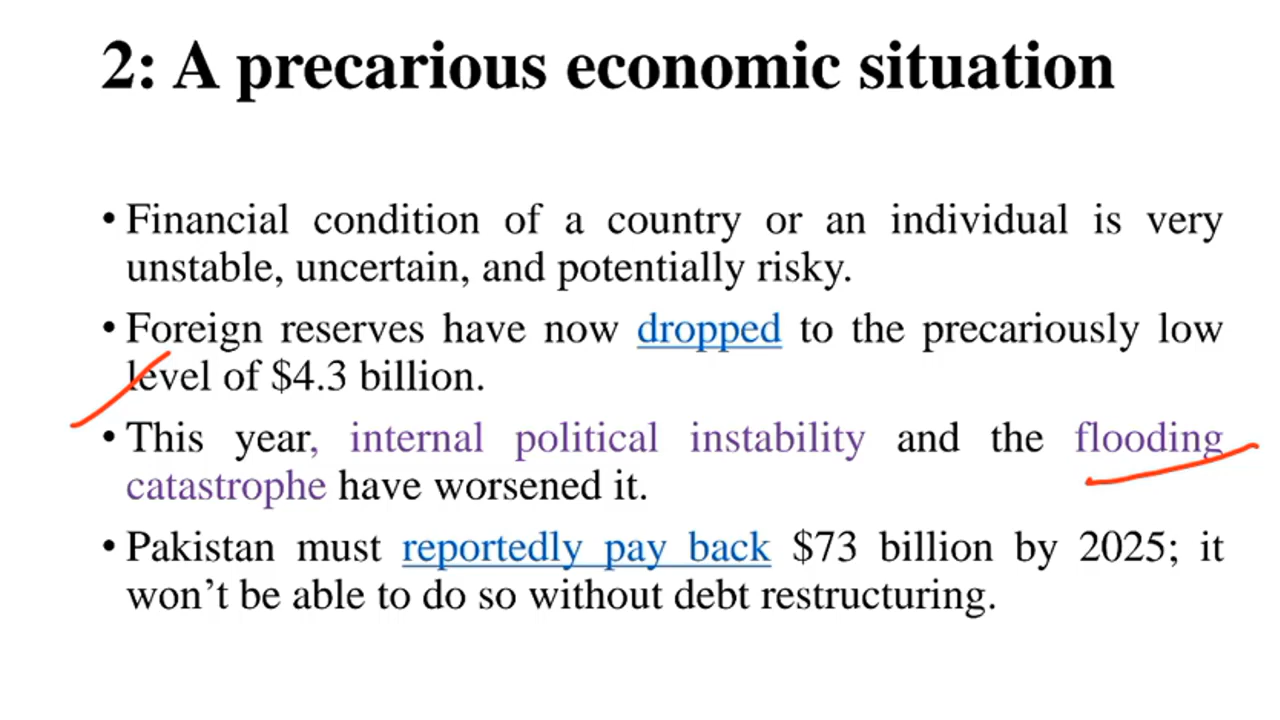 2: A precarious economic situation
• Financial condition of a country or an individual is very
unstable, uncertain, and potentially risky.
• Foreign reserves have now dropped to the precariously low
level of $4.3 billion.
• This year, internal political instability and the flooding
catastrophe have worsened it.
• Pakistan must reportedly pay back $73 billion by 2025; it
won’t be able to do so without debt restructuring.